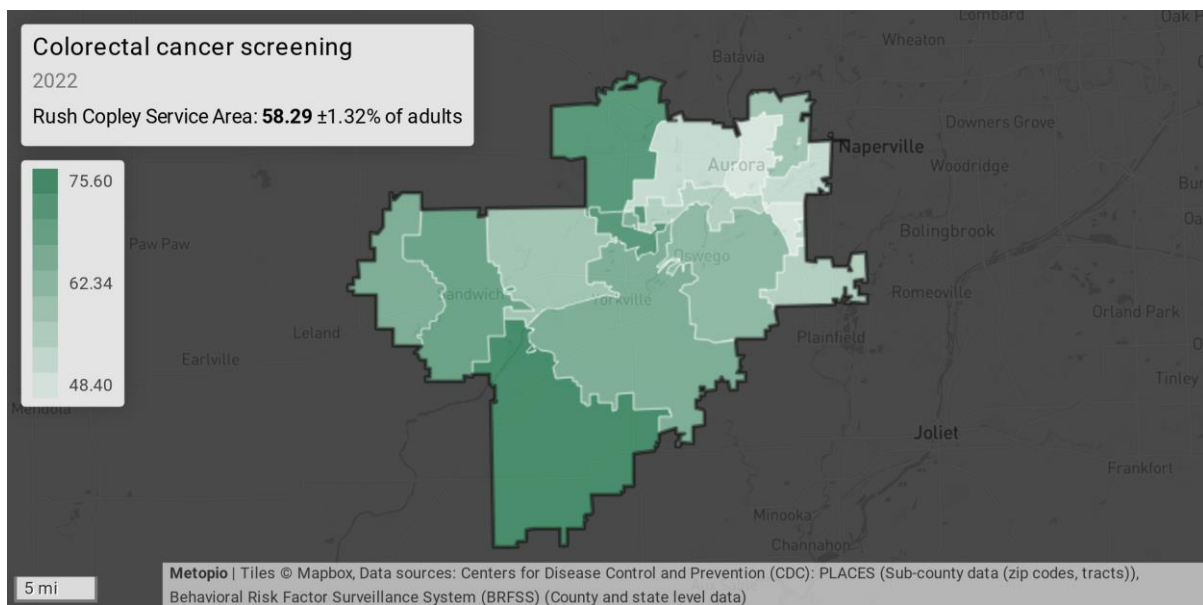 Colorectal cancer screening
2022
Rush Copley Service Area: 58.29 ±1.32% of adults
75.60
62.34
48.40
Lombard
Wheaton
Batavia
Downers Grove
Naperville
Aurora
Woodridge
Bolingbrook
Paw Paw
Oswego
Sandwich
Yorkville
Romeoville
Orland Park
Leland
Plainfield
Earlville
Tinley
Mendota
Joliet
Frankfort
Minooka
Channahon
5 mi
Metopio | Tiles © Mapbox, Data sources: Centers for Disease Control and Prevention (CDC): PLACES (Sub-county data (zip codes, tracts)),
Behavioral Risk Factor Surveillance System (BRFSS) (County and state level data)